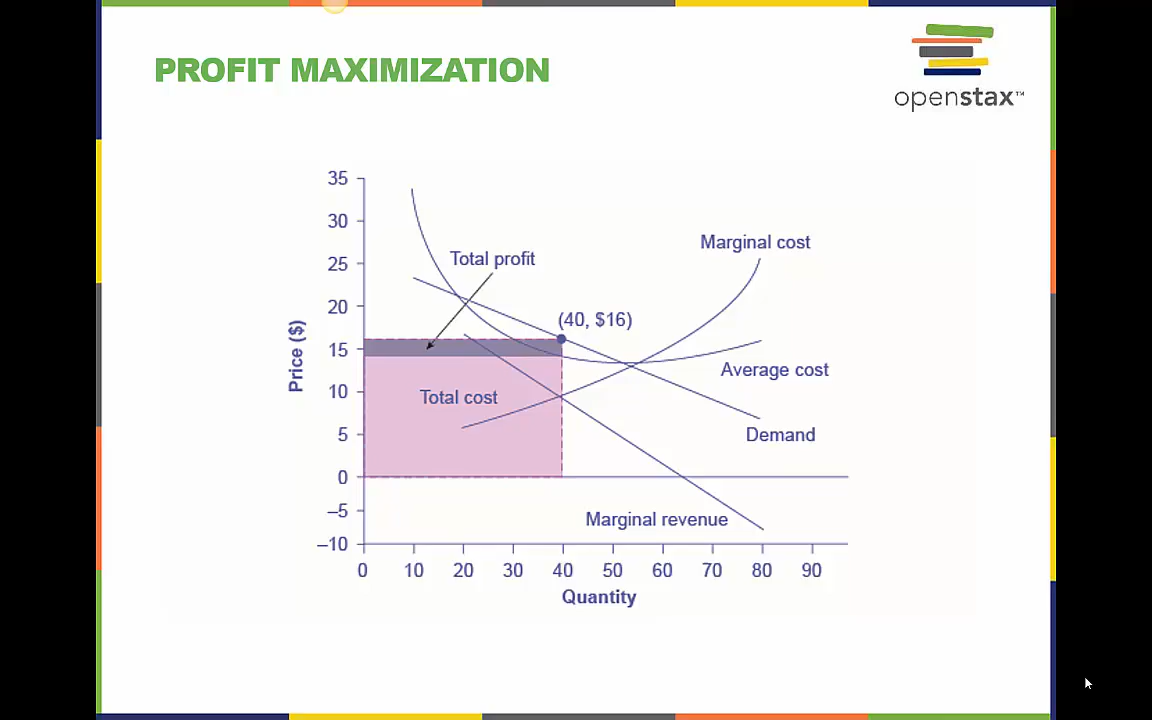 PROFIT MAXIMIZATION
openstax™
35
30
25
20
15
10
5
0
–5
–10
Price ($)
Total profit
Marginal cost
(40, $16)
Average cost
Total cost
Demand
Marginal revenue
0 10 20 30 40 50 60 70 80 90
Quantity